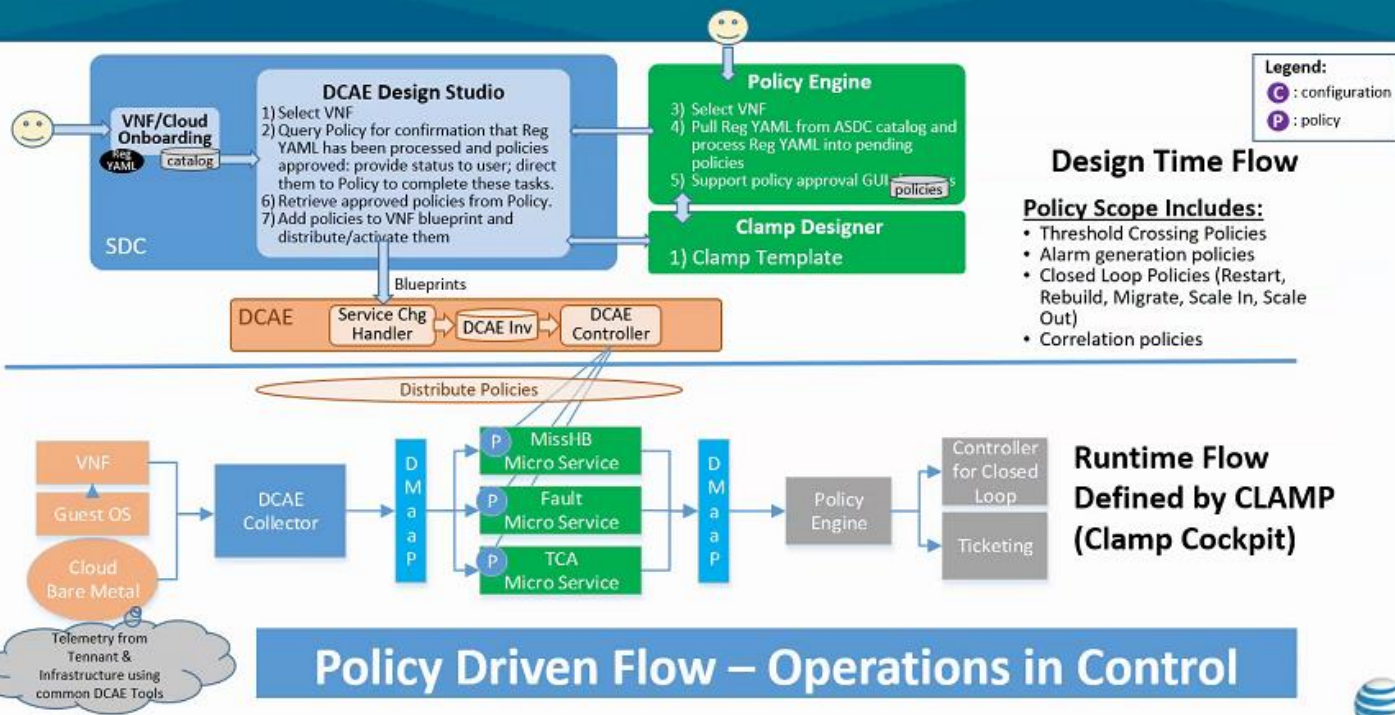 Legend:
C : configuration
P : policy
VNF/Cloud
Onboarding
Reg
YAML
catalog
SDC
DCAE Design Studio
1) Select VNF
2) Query Policy for confirmation that Reg
YAML has been processed and policies
approved: provide status to user; direct
them to Policy to complete these tasks.
6) Retrieve approved policies from Policy.
7) Add policies to VNF blueprint and
distribute/activate them
Policy Engine
3) Select VNF
4) Pull Reg YAML from ASDC catalog and
process Reg YAML into pending
policies
5) Support policy approval GUI
policies
Clamp Designer
1) Clamp Template
Design Time Flow
Policy Scope Includes:
• Threshold Crossing Policies
• Alarm generation policies
• Closed Loop Policies (Restart,
Rebuild, Migrate, Scale In, Scale
Out)
• Correlation policies
Blueprints
DCAE
Service Chg
Handler
DCAE Inv
DCAE
Controller
Distribute Policies
VNF
Guest OS
Cloud
Bare Metal
DCAE
Collector
DMaaP
P
MissHB
Micro Service
P
Fault
Micro Service
P
TCA
Micro Service
DMaaP
Policy
Engine
Controller
for Closed
Loop
Ticketing
Runtime Flow
Defined by CLAMP
(Clamp Cockpit)
Telemetry from
Tennant &
Infrastructure using
common DCAE Tools
Policy Driven Flow – Operations in Control